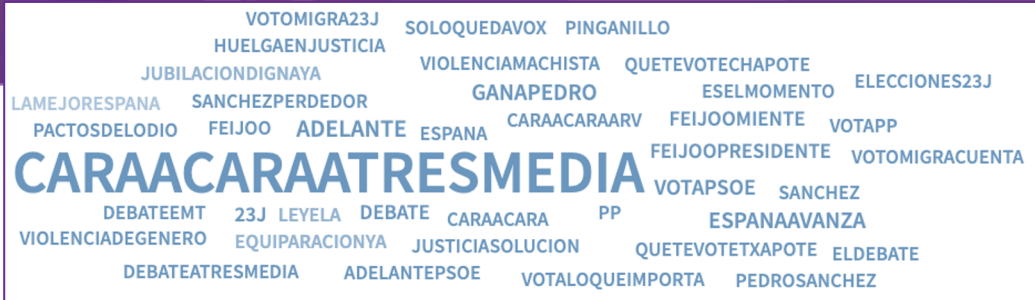 VOTOMIGRA23J SOLOQUEDAVOX PINGANILLO
HUELGAENJUSTICIA
JUBILACIONDIGNAYA VIOLENCIAMACHISTA QUETEVOTECHAPOTE ELECCIONES23J
LAMEJORESPANA SANCHEZPERDEDOR GANAPEDRO ESELMOMENTO
PACTOSDELODIO FEIJOO ADELANTE ESPANA CARAACARAARV FEIJOOMIENTE VOTAPP
CARAACARAATRESMEDIA FEIJOOPRESIDENTE VOTOMIGRACUENTA
VOTAPSOE SANCHEZ
DEBATEEMT 23J LEYELA DEBATE CARAACARA PP ESPANAAVANZA
VIOLENCIADEGENERO EQUIPARACIONYA JUSTICIASOLUCION QUETEVOTETXAPOTE ELDEBATE
DEBATEATRESMEDIA ADELANTEPSOE VOTALOQUEIMPORTA PEDROSANCHEZ